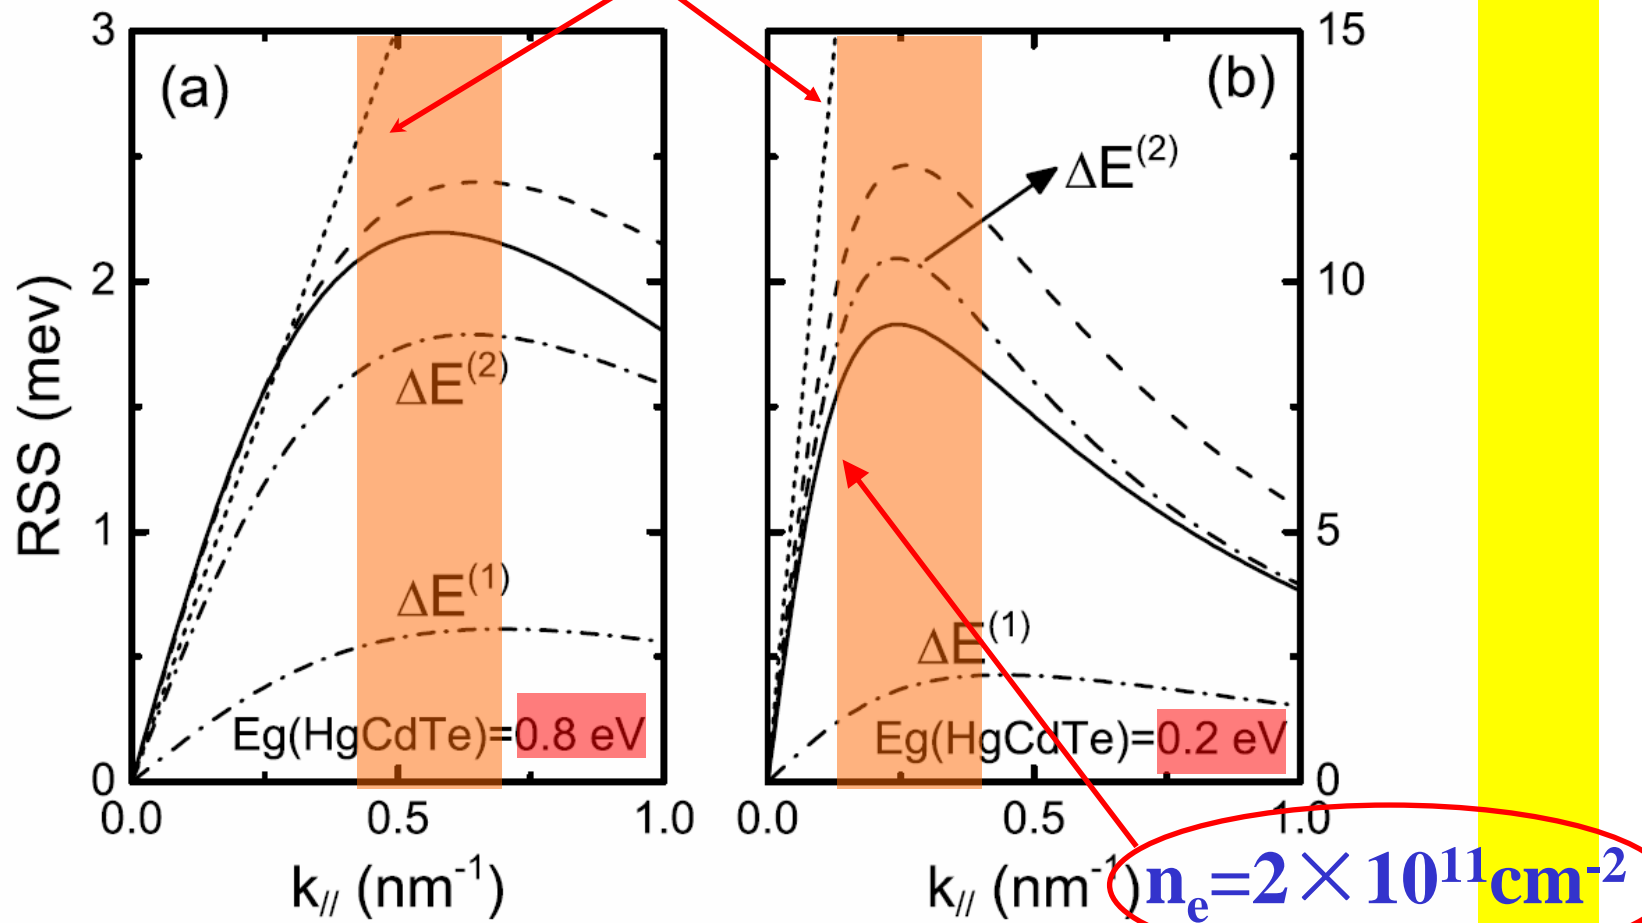 3
2
1
0
RSS (mev)
(a)
ΔE(2)
ΔE(1)
Eg(HgCdTe)=0.8 eV
0.0
0.5
1.0
k// (nm-1)
(b)
ΔE(2)
ΔE(1)
Eg(HgCdTe)=0.2 eV
15
10
5
0
0.0
0.5
1.0
k// (nm-1)
ne=2×1011cm-2